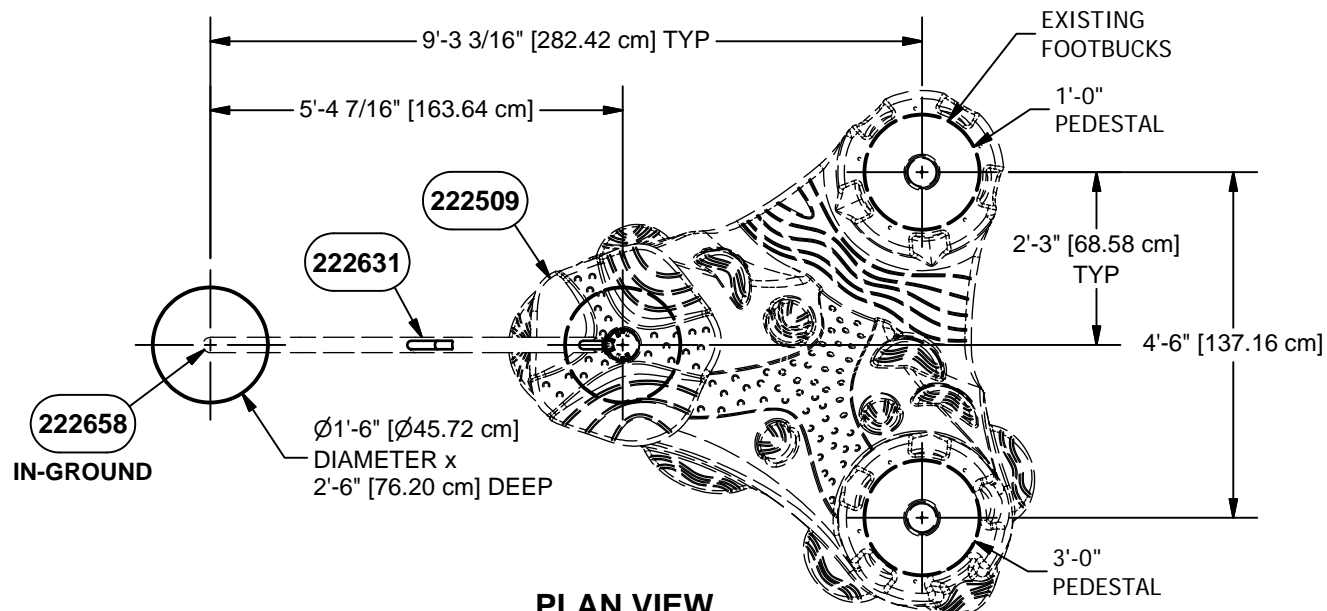 9'-3 3/16" [282.42 cm] TYP
EXISTING
FOOTBUCKS
5'-4 7/16" [163.64 cm]
1'-0"
PEDESTAL
222509
222631
2'-3" [68.58 cm]
TYP
4'-6" [137.16 cm]
222658
IN-GROUND
Ø1'-6" [Ø45.72 cm]
DIAMETER x
2'-6" [76.20 cm] DEEP
3'-0"
PEDESTAL
PLAN VIEW